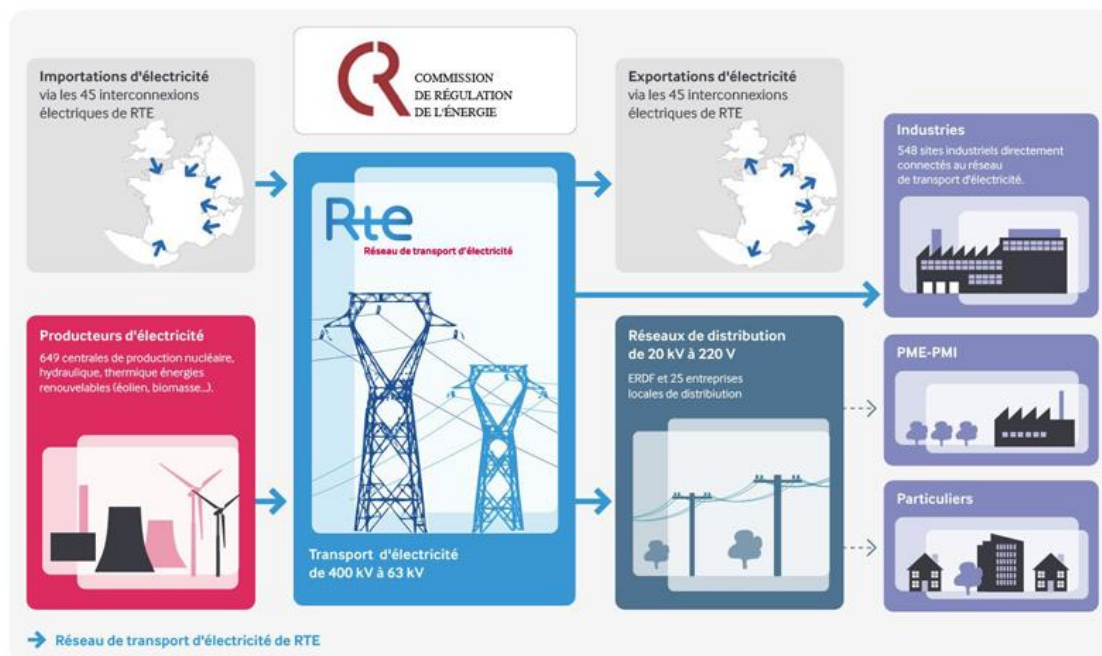 Importations d'électricité
via les 45 interconnexions
électriques de RTE
COMMISSION
DE RÉGULATION
DE L'ÉNERGIE
Exportations d'électricité
via les 45 interconnexions
électriques de RTE
Industries
548 sites industriels directement
connectés au réseau
de transport d'électricité.
Rte
Réseau de transport d'électricité
Producteurs d'électricité
649 centrales de production nucléaire,
hydraulique, thermique énergies
renouvelables (éolien, biomasse...).
Transport d'électricité
de 400 kV à 63 kV
Réseaux de distribution
de 20 kV à 220 V
ERDF et 25 entreprises
locales de distribiution
PME-PMI
Particuliers
Réseau de transport d'électricité de RTE